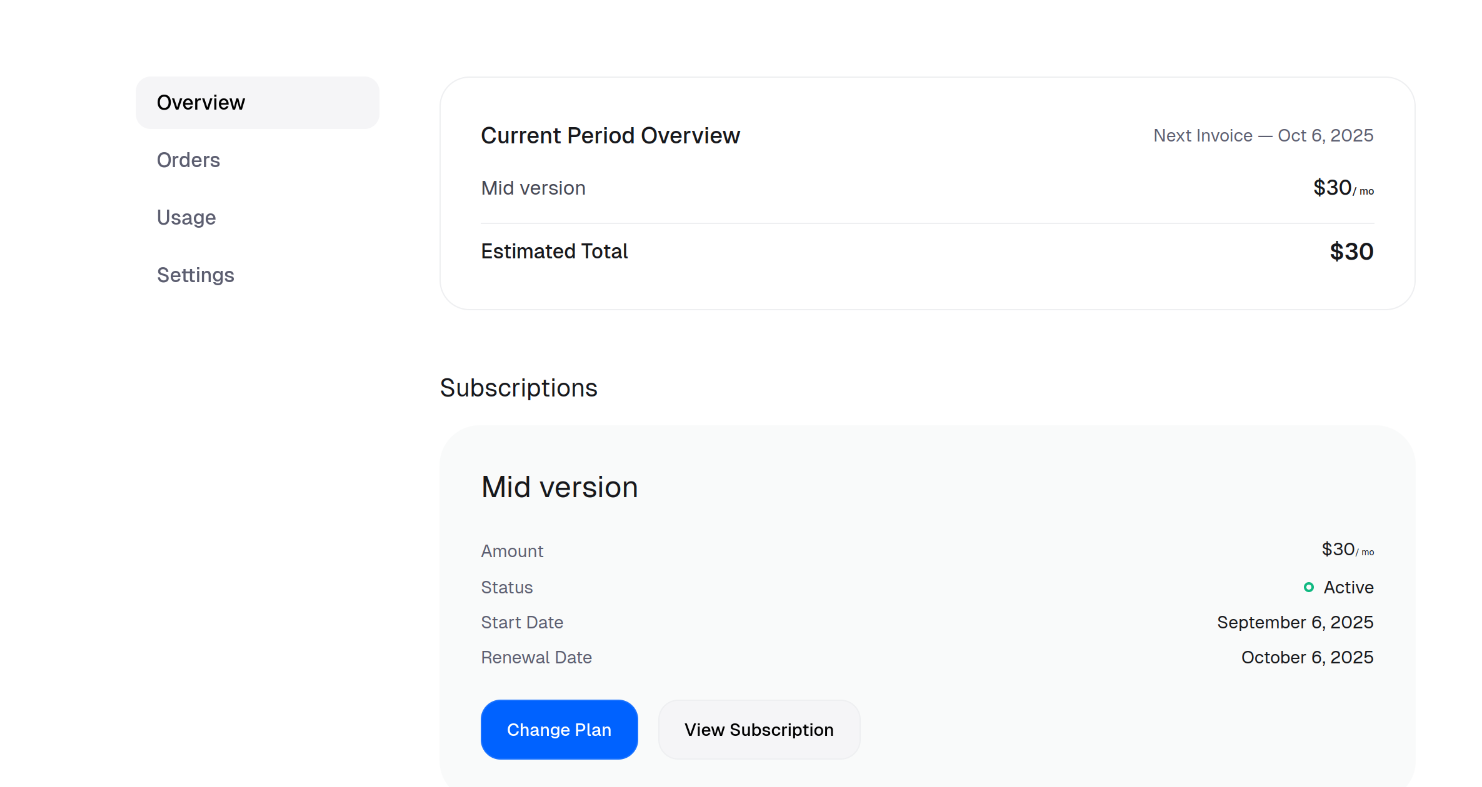 Overview
Orders
Usage
Settings
Current Period Overview
Next Invoice — Oct 6, 2025
Mid version
$30/ mo
Estimated Total
$30
Subscriptions
Mid version
Amount
$30/ mo
Status
Active
Start Date
September 6, 2025
Renewal Date
October 6, 2025
Change Plan
View Subscription